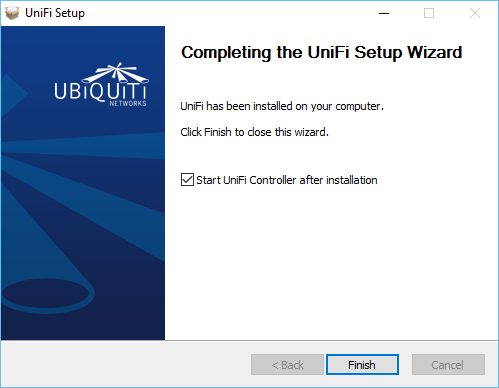 UniFi Setup
Completing the UniFi Setup Wizard
UBiQUiTi
NETWORKS
UniFi has been installed on your computer.
Click Finish to close this wizard.
Start UniFi Controller after installation
< Back
Finish
Cancel